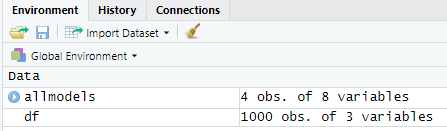 Environment History Connections
Import Dataset
Global Environment
Data
allmodels 4 obs. of 8 variables
df 1000 obs. of 3 variables